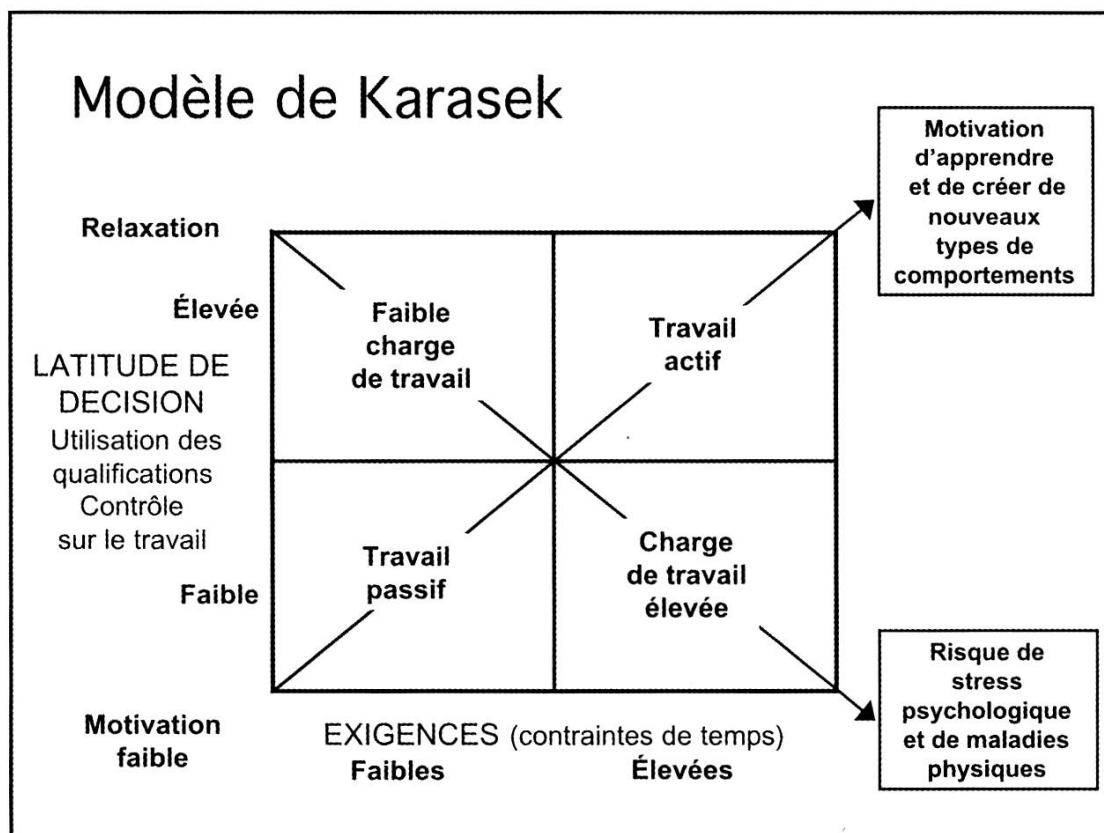 Modèle de Karasek
Motivation
d'apprendre
et de créer de
nouveaux
types de
comportements
Relaxation
Élevée
LATITUDE DE
DECISION
Utilisation des
qualifications
Contrôle
sur le travail
Faible
Faible
charge
de travail
Travail
actif
Travail
passif
Charge
de travail
élevée
Motivation
faible
EXIGENCES (contraintes de temps)
Faibles
Élevées
Risque de
stress
psychologique
et de maladies
physiques